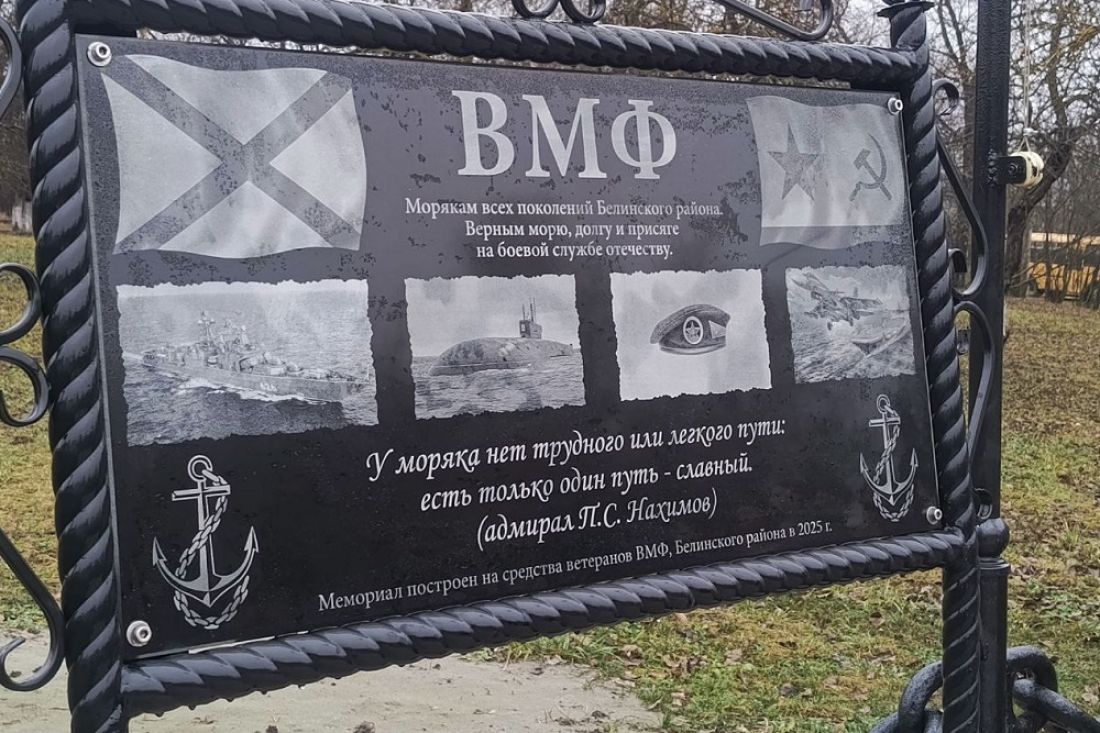 ВМФ
Морякам всех поколений Белинского района.
Верным морю, долгу и присяге
на боевой службе отечеству.
У моряка нет трудного или легкого пути:
есть только один путь - славный.
(адмирал П.С. Нахимов)
Мемориал построен на средства ветеранов ВМФ, Белинского района в 2025 г.